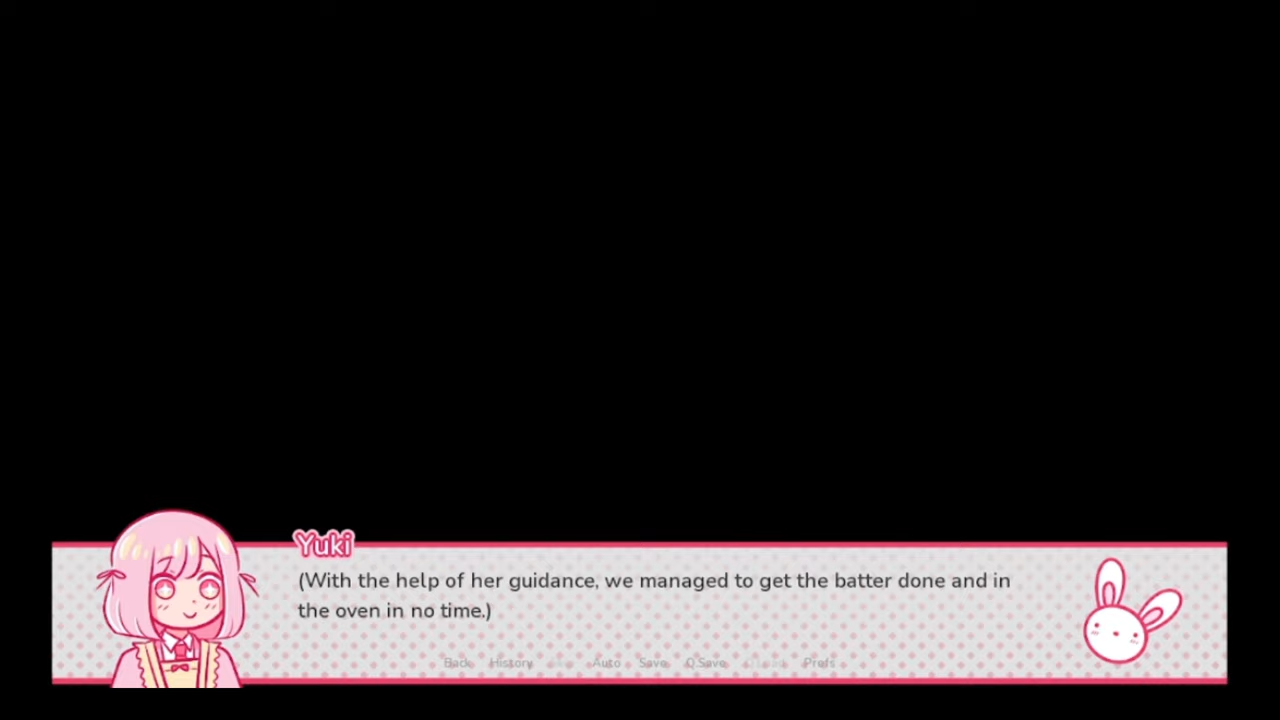 Yuki
(With the help of her guidance, we managed to get the batter done and in
the oven in no time.)
Back History Auto Save Q.Save Prefs